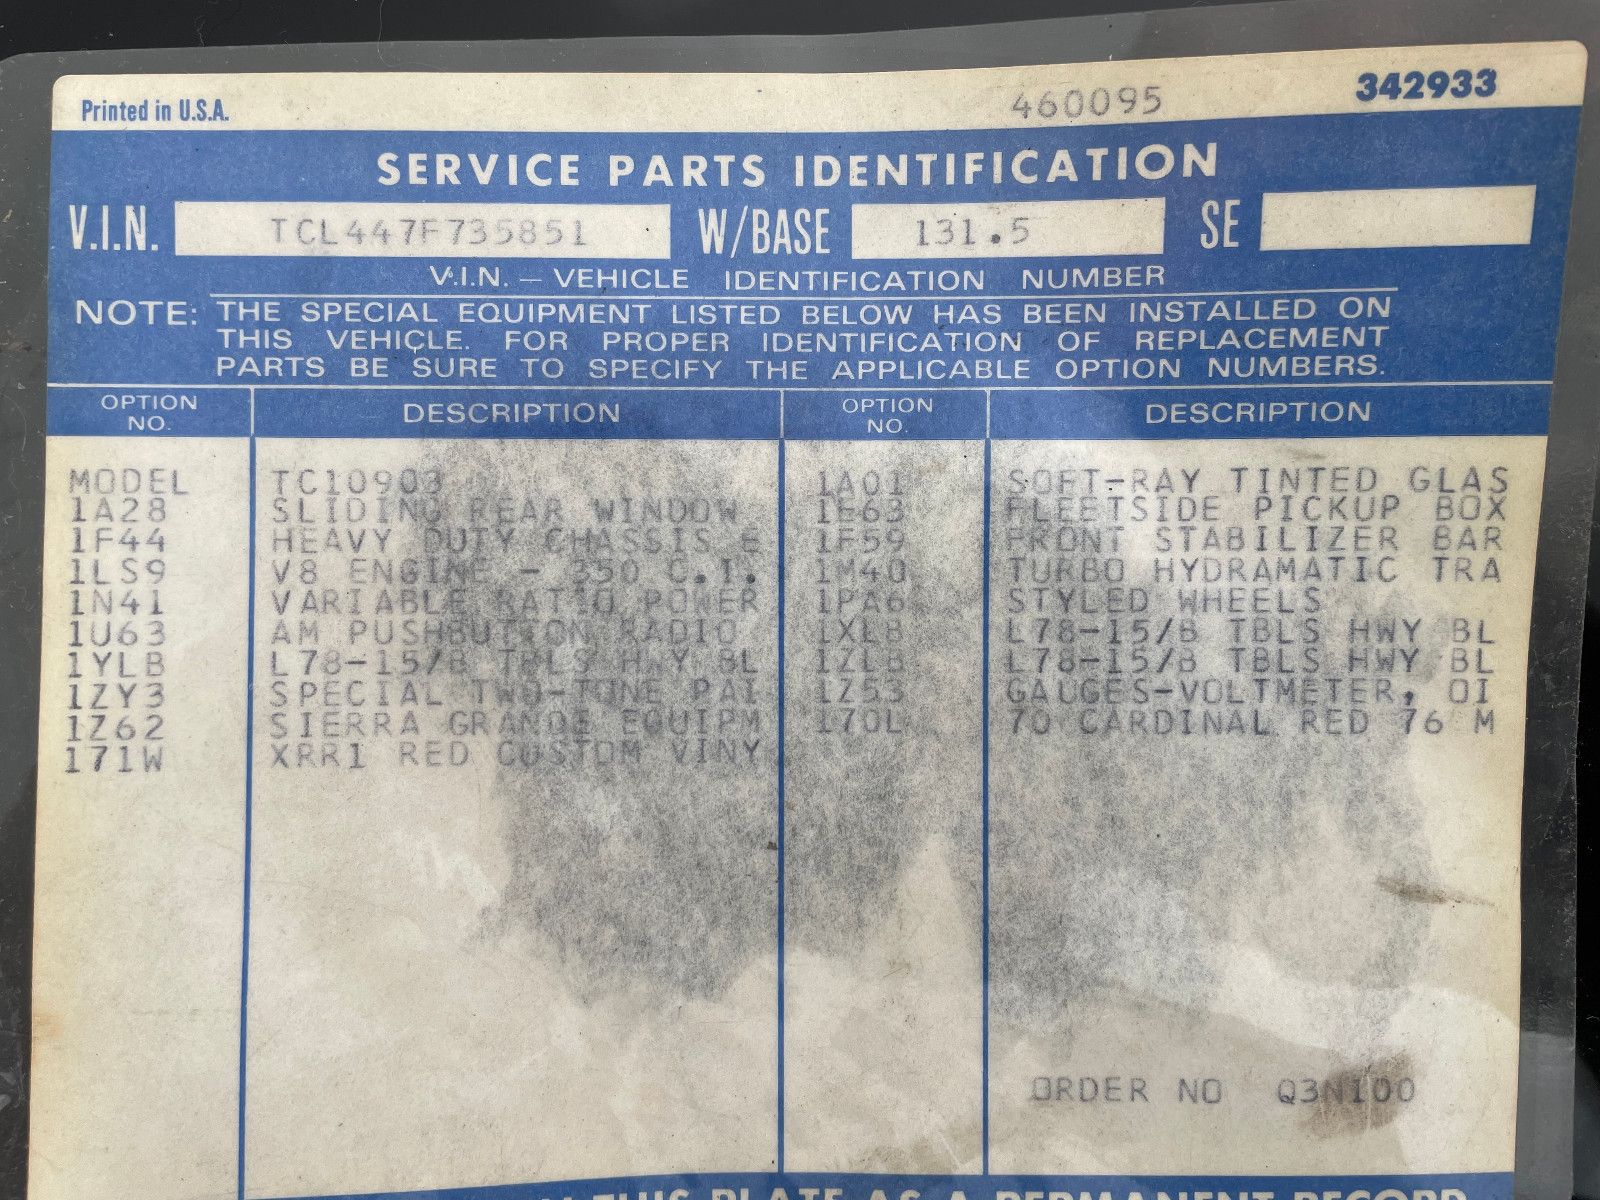 Printed in U.S.A. 460095 342933
SERVICE PARTS IDENTIFICATION
V.I.N. TCL447F735851 W/BASE 131.5 SE
V.I.N. — VEHICLE IDENTIFICATION NUMBER
NOTE: THE SPECIAL EQUIPMENT LISTED BELOW HAS BEEN INSTALLED ON
THIS VEHICLE. FOR PROPER IDENTIFICATION OF REPLACEMENT
PARTS BE SURE TO SPECIFY THE APPLICABLE OPTION NUMBERS.
OPTION NO. DESCRIPTION OPTION NO. DESCRIPTION
MODEL TC10903 1A01 SOFT-RAY TINTED GLAS
1A28 SLIDING REAR WINDOW 1E63 FLEETSIDE PICKUP BOX
1F44 HEAVY DUTY CHASSIS E 1F59 FRONT STABILIZER BAR
1LS9 V8 ENGINE - 350 C.I. 1M40 TURBO HYDRAMATIC TRA
1N41 VARIABLE RATIO POWER 1PA6 STYLED WHEELS
1U63 AM PUSHBUTTON RADIO 1XLB L78-15/B TBLS HWY BL
1YLB L78-15/B TBLS HWY BL 1ZLB L78-15/B TBLS HWY BL
1ZY3 SPECIAL TWO-TONE PAI 1Z53 GAUGES-VOLTMETER, OI
1Z62 SIERRA GRANDE EQUIPM 170L 70 CARDINAL RED 76 M
171W XRR1 RED CUSTOM VINY
ORDER NO Q3N100
THIS PLATE AS A PERMANENT RECORD